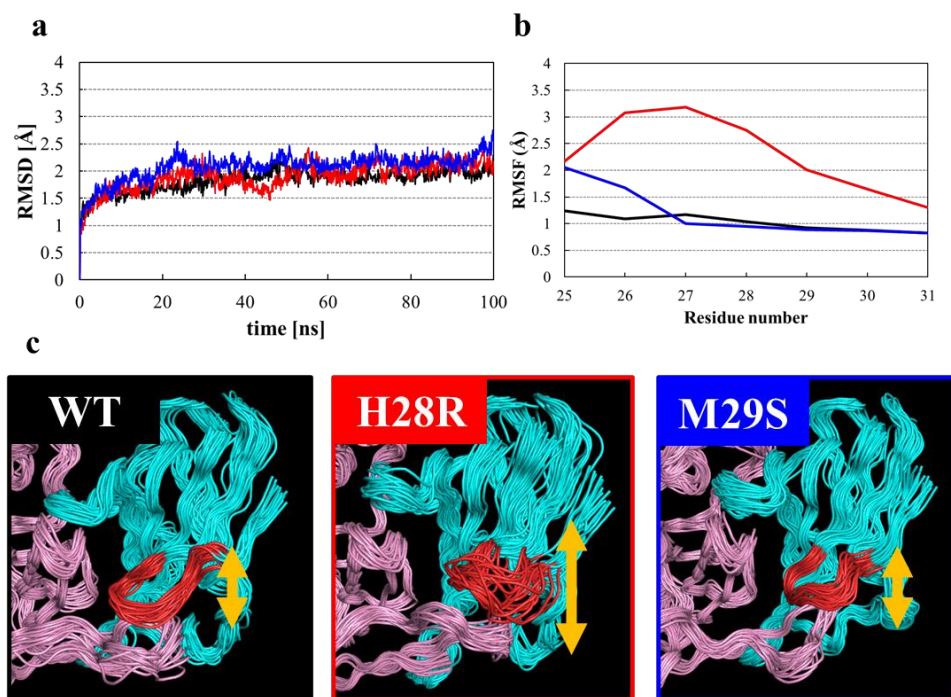 a
4
3.5
3
2.5
2
1.5
1
0.5
0
RMSD [Å]
0 20 40 60 80 100
time [ns]
b
4
3.5
3
2.5
2
1.5
1
0.5
0
RMSF (Å)
25 26 27 28 29 30 31
Residue number
c
WT
H28R
M29S